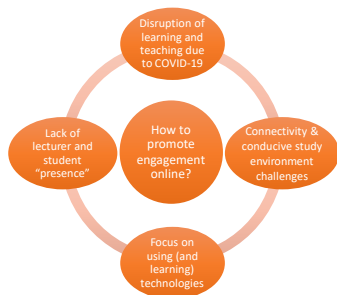 Disruption of
learning and
teaching due
to COVID-19
Lack of
lecturer and
student
"presence"
How to
promote
engagement
online?
Connectivity &
conducive study
environment
challenges
Focus on
using (and
learning)
technologies